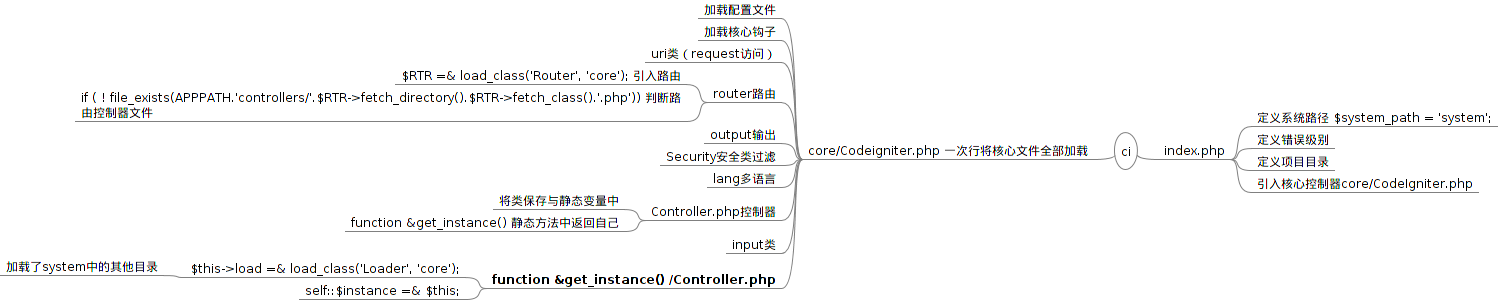 加载配置文件
加载核心钩子
uri类（request访问）
$RTR =& load_class('Router', 'core'); 引入路由
if ( ! file_exists(APPPATH.'controllers/'.$RTR->fetch_directory().$RTR->fetch_class().'.php')) 判断路
由控制器文件
router路由
output输出
Security安全类过滤
lang多语言
将类保存与静态变量中
function &get_instance() 静态方法中返回自己
Controller.php控制器
input类
加载了system中的其他目录
$this->load =& load_class('Loader', 'core');
self::$instance =& $this;
function &get_instance() /Controller.php
core/Codeigniter.php 一次行将核心文件全部加载
ci
index.php
定义系统路径 $system_path = 'system';
定义错误级别
定义项目目录
引入核心控制器core/CodeIgniter.php